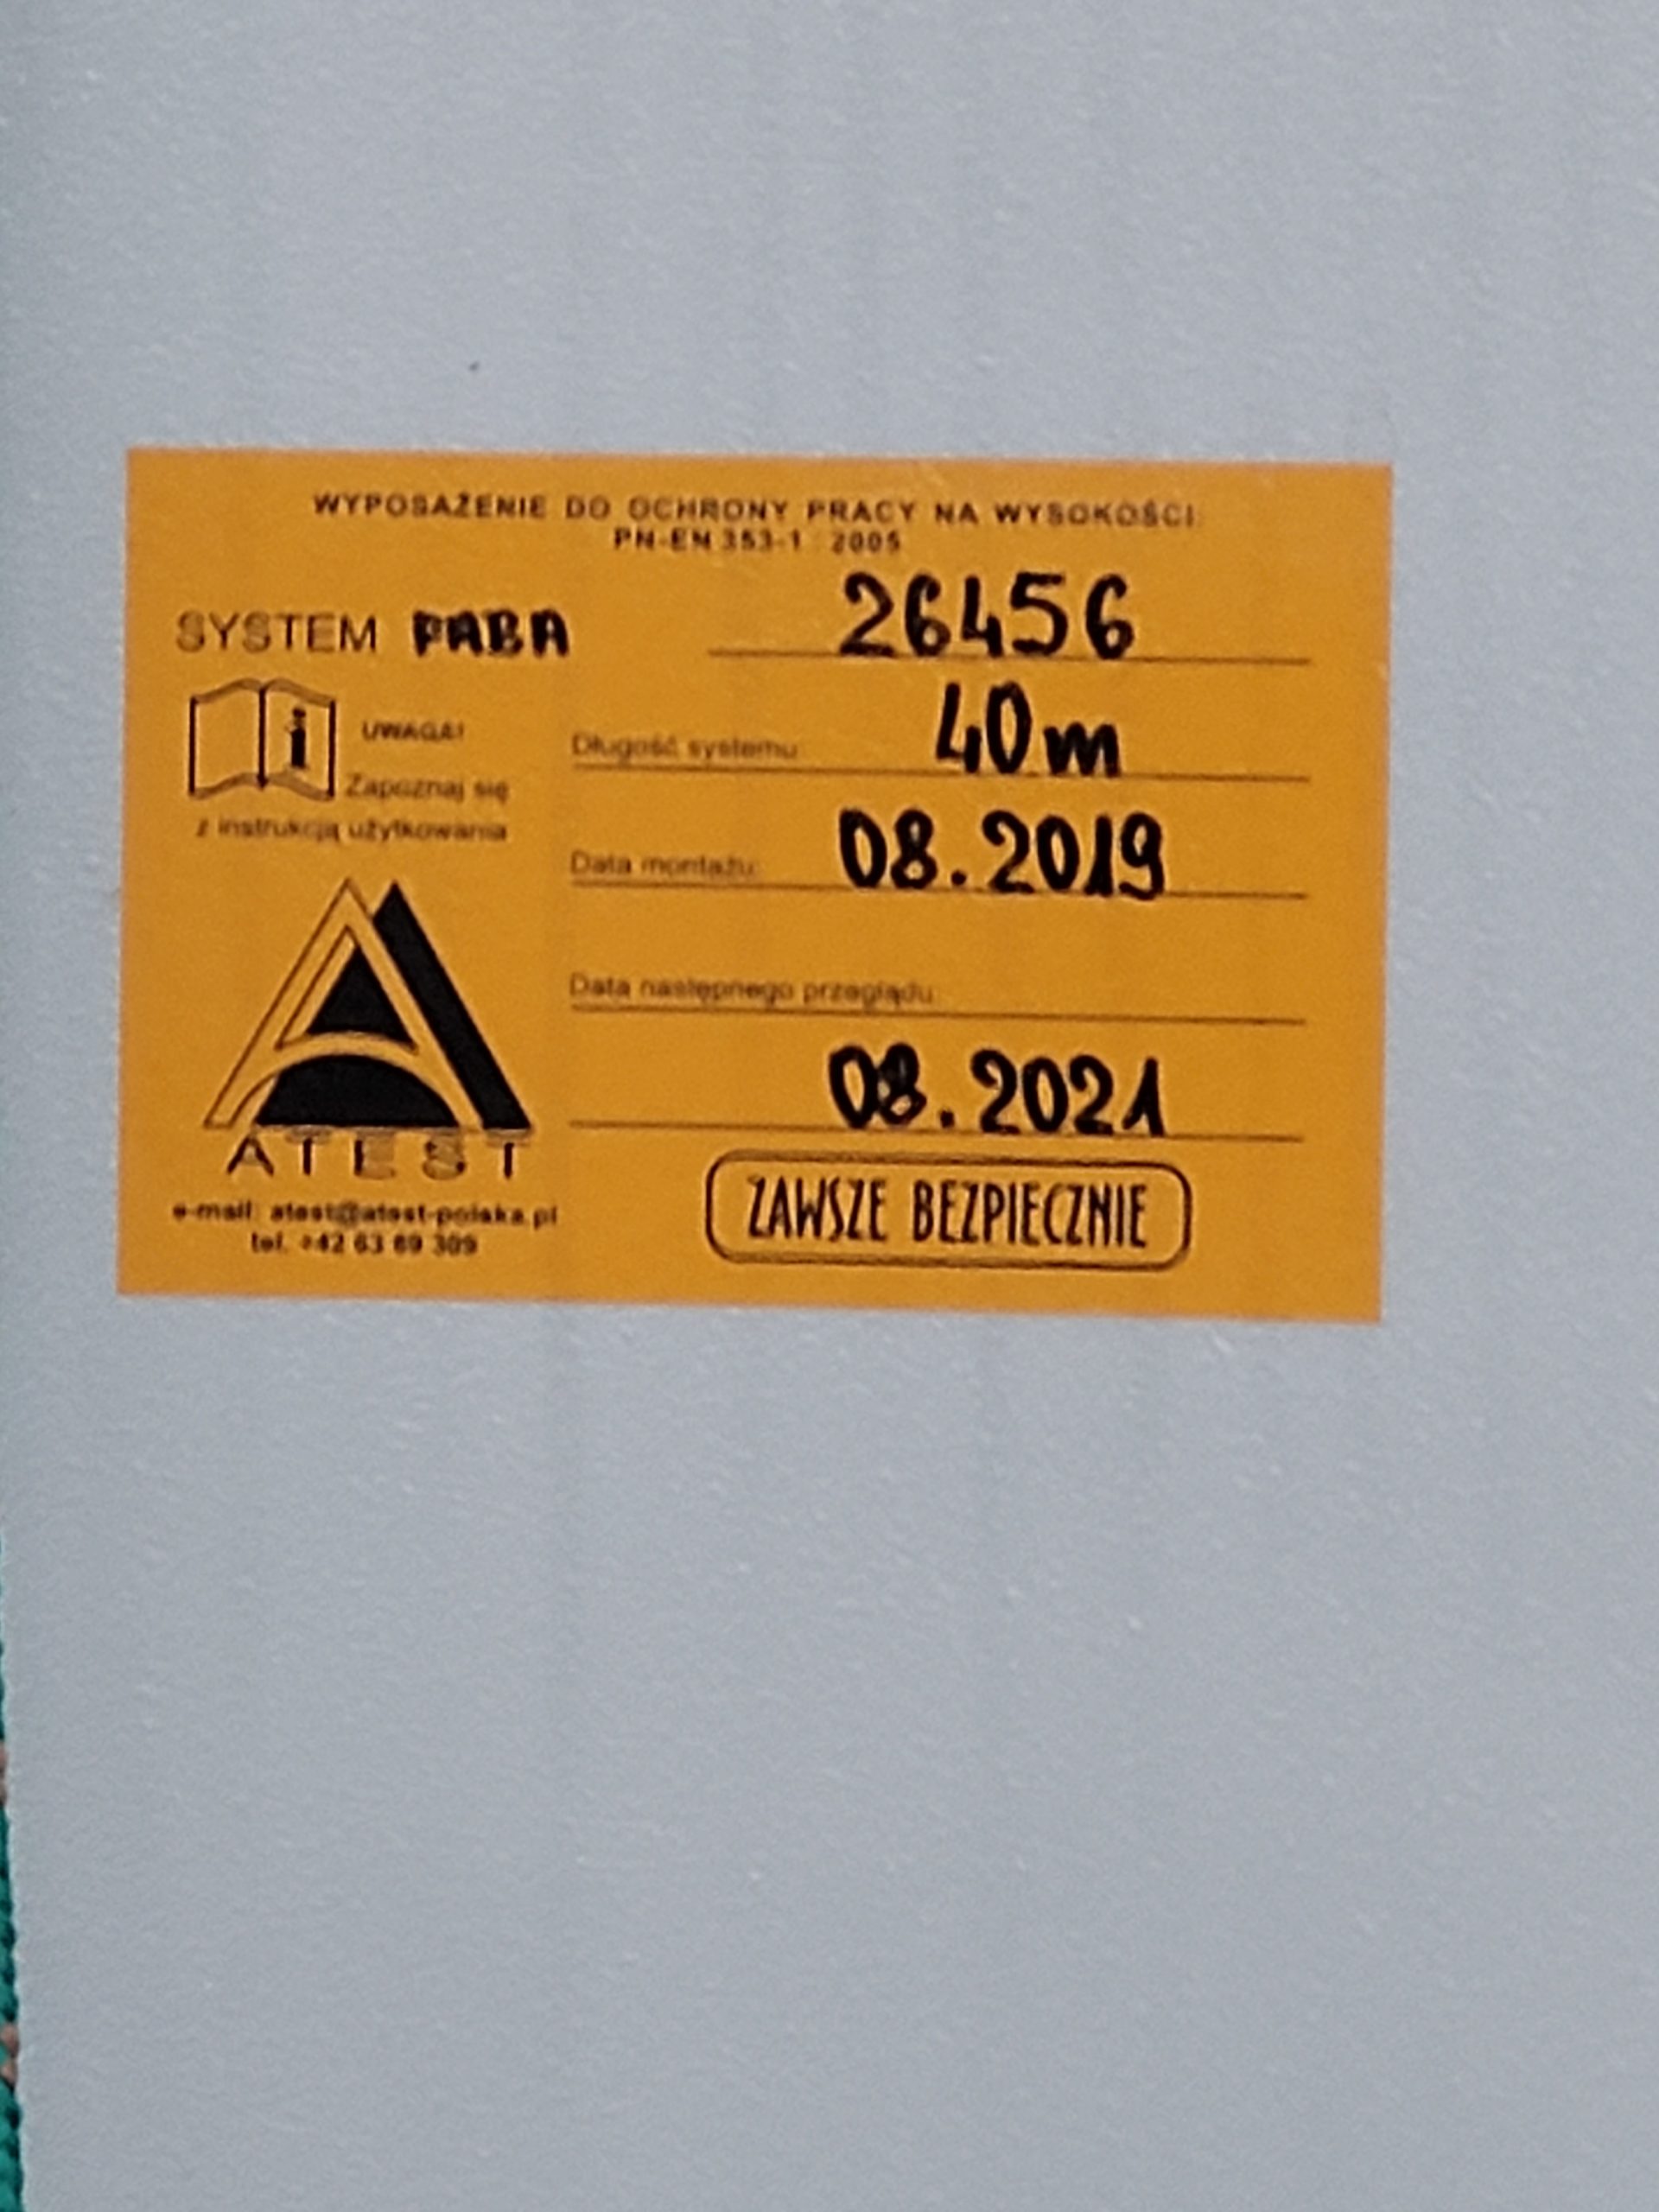 WYPOSAŻENIE DO OCHRONY PRACY NA WYSOKOŚCI:
PN-EN 353-1 : 2005
SYSTEM FABA 26456
UWAGA!
Zapoznaj się
z instrukcją użytkowania
Długość systemu: 40m
Data montażu: 08.2019
Data następnego przeglądu:
08.2021
ATEST
e-mail: atest@atest-polska.pl
tel. +42 63 69 309
ZAWSZE BEZPIECZNIE